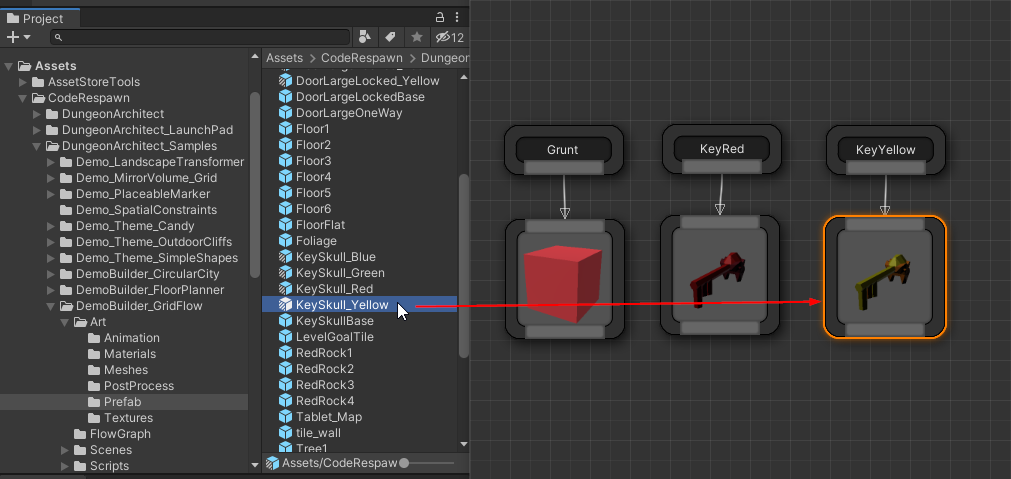 Project
12
Assets
AssetStoreTools
CodeRespawn
DungeonArchitect
DungeonArchitect_LaunchPad
DungeonArchitect_Samples
Demo_LandscapeTransformer
Demo_MirrorVolume_Grid
Demo_PlaceableMarker
Demo_SpatialConstraints
Demo_Theme_Candy
Demo_Theme_OutdoorCliffs
Demo_Theme_SimpleShapes
DemoBuilder_CircularCity
DemoBuilder_FloorPlanner
DemoBuilder_GridFlow
Art
Animation
Materials
Meshes
PostProcess
Prefab
Textures
FlowGraph
Scenes
Scripts
Assets > CodeRespawn > Dungeon
DoorLargeLocked_Yellow
DoorLargeLockedBase
DoorLargeOneWay
Floor1
Floor2
Floor3
Floor4
Floor5
Floor6
FloorFlat
Foliage
KeySkull_Blue
KeySkull_Green
KeySkull_Red
KeySkull_Yellow
KeySkullBase
LevelGoalTile
RedRock1
RedRock2
RedRock3
RedRock4
Tablet_Map
tile_wall
Tree1
Assets/CodeRespaw
Grunt
KeyRed
KeyYellow